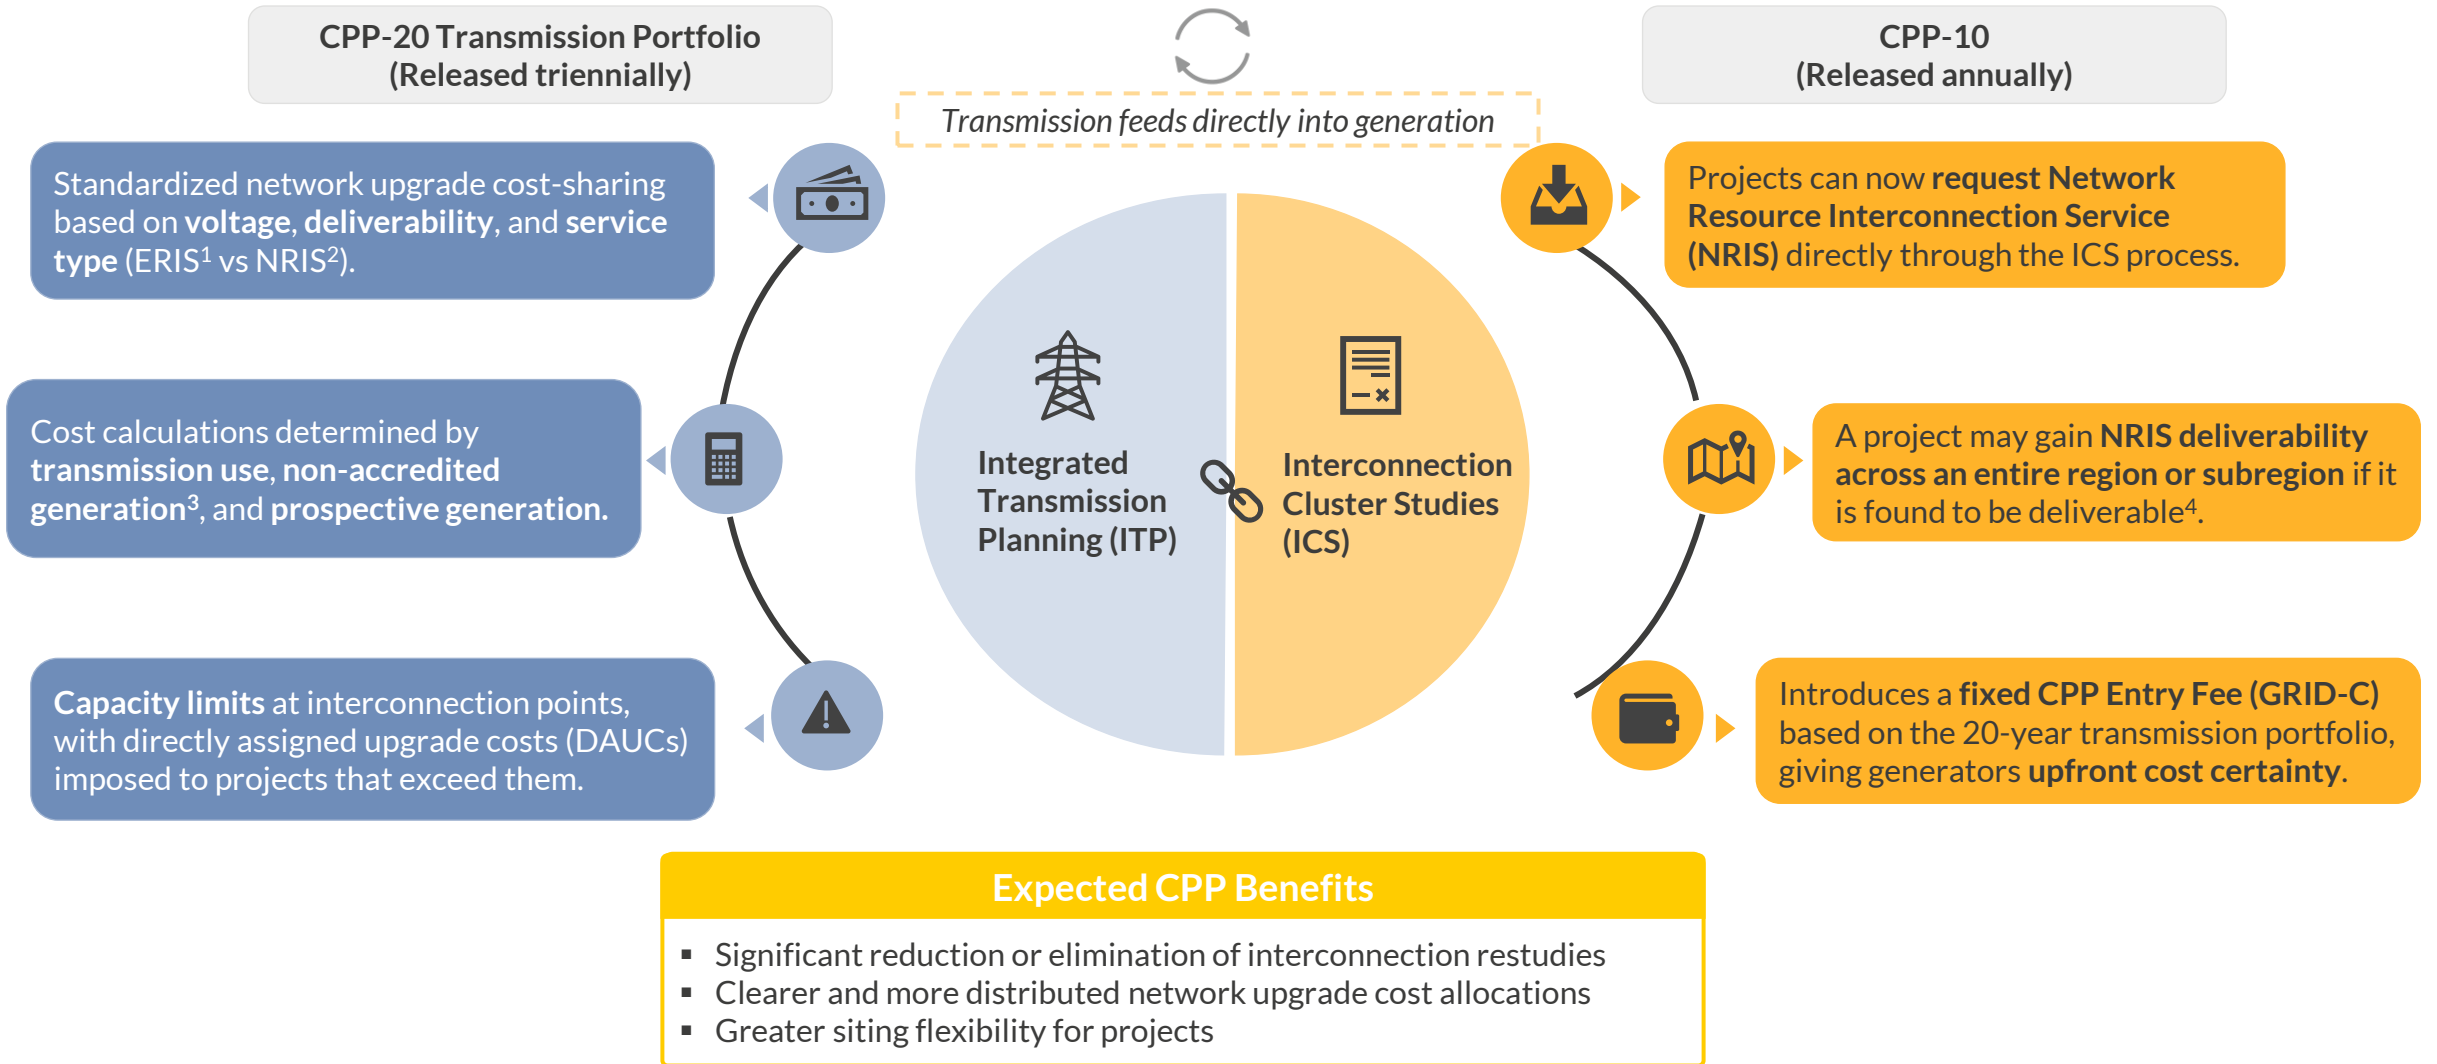 CPP-20 Transmission Portfolio
(Released triennially)
Transmission feeds directly into generation
CPP-10
(Released annually)
Standardized network upgrade cost-sharing
based on voltage, deliverability, and service
type (ERIS¹ vs NRIS²).
Cost calculations determined by
transmission use, non-accredited
generation³, and prospective generation.
Capacity limits at interconnection points,
with directly assigned upgrade costs (DAUCs)
imposed to projects that exceed them.
Integrated
Transmission
Planning (ITP)
Interconnection
Cluster Studies
(ICS)
Projects can now request Network
Resource Interconnection Service
(NRIS) directly through the ICS process.
A project may gain NRIS deliverability
across an entire region or subregion if it
is found to be deliverable⁴.
Introduces a fixed CPP Entry Fee (GRID-C)
based on the 20-year transmission portfolio,
giving generators upfront cost certainty.
Expected CPP Benefits
▪ Significant reduction or elimination of interconnection restudies
▪ Clearer and more distributed network upgrade cost allocations
▪ Greater siting flexibility for projects